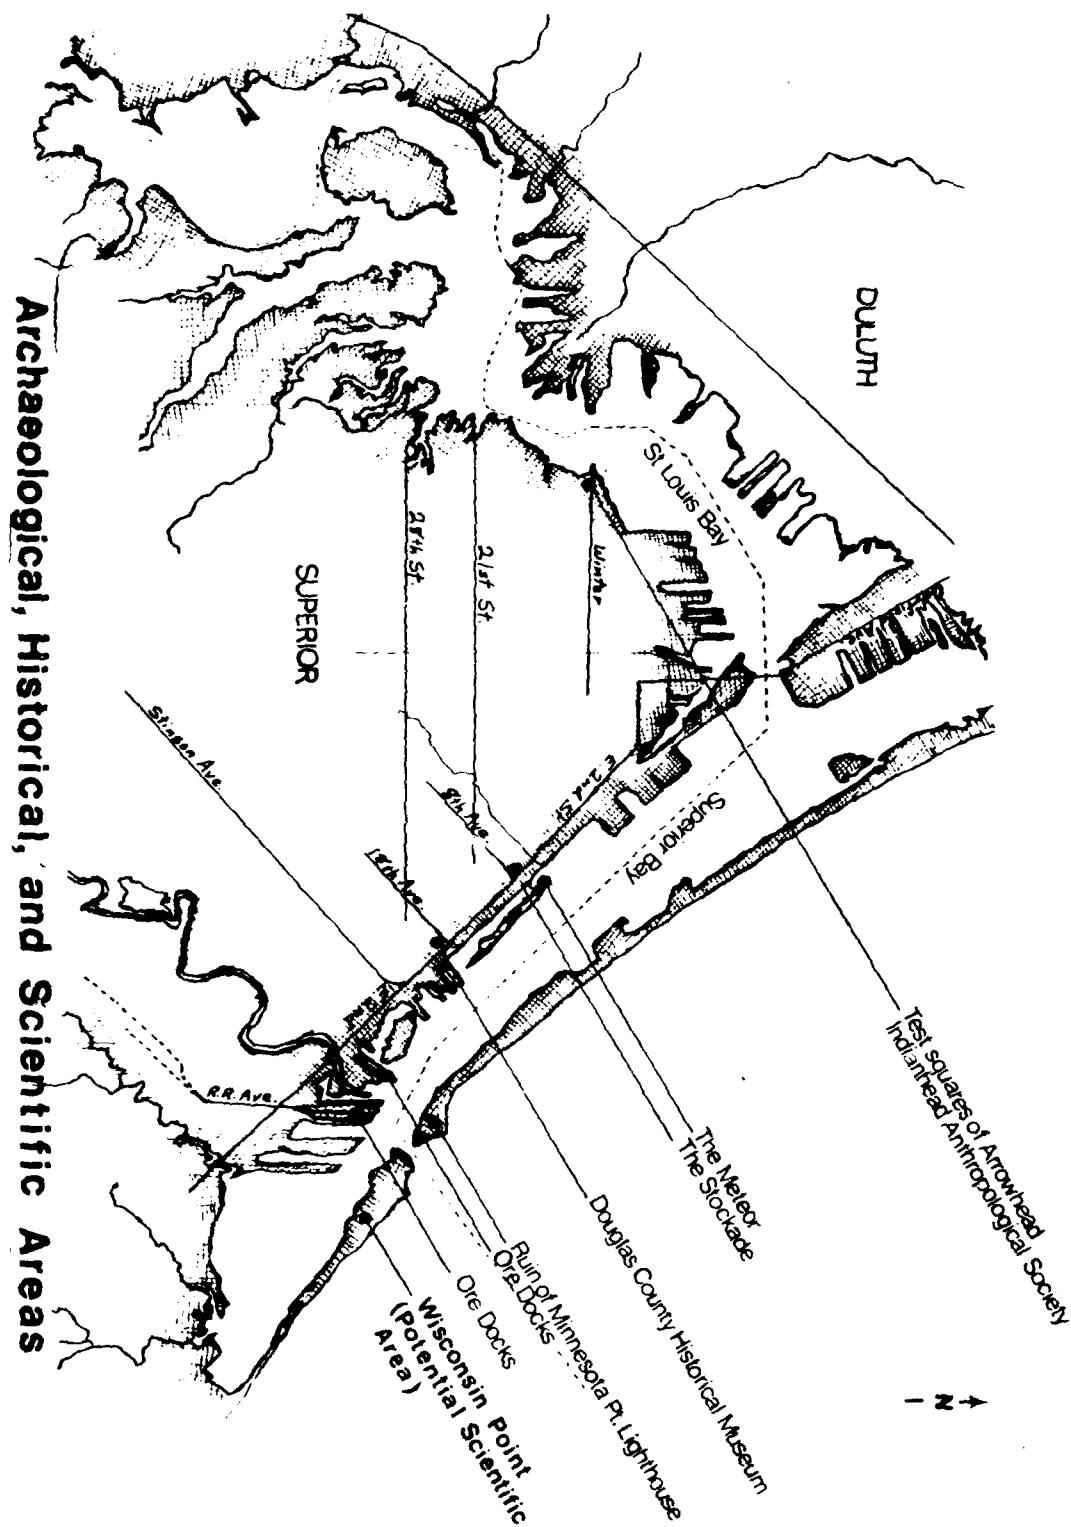 DULUTH
St Louis Bay
Winter
21st St
28th St.
SUPERIOR
E 2nd St
8th Ave
18th Ave
Stinson Ave
Superior Bay
R.R. Ave.
Test squares of Arrowhead
Indianhead Anthropological Society
The Meteor
The Stockade
Douglas County Historical Museum
Ruin of Minnesota Pt. Lighthouse
Ore Docks
Ore Docks
Wisconsin Point
(Potential Scientific
Area)
N
Archaeological, Historical, and Scientific Areas